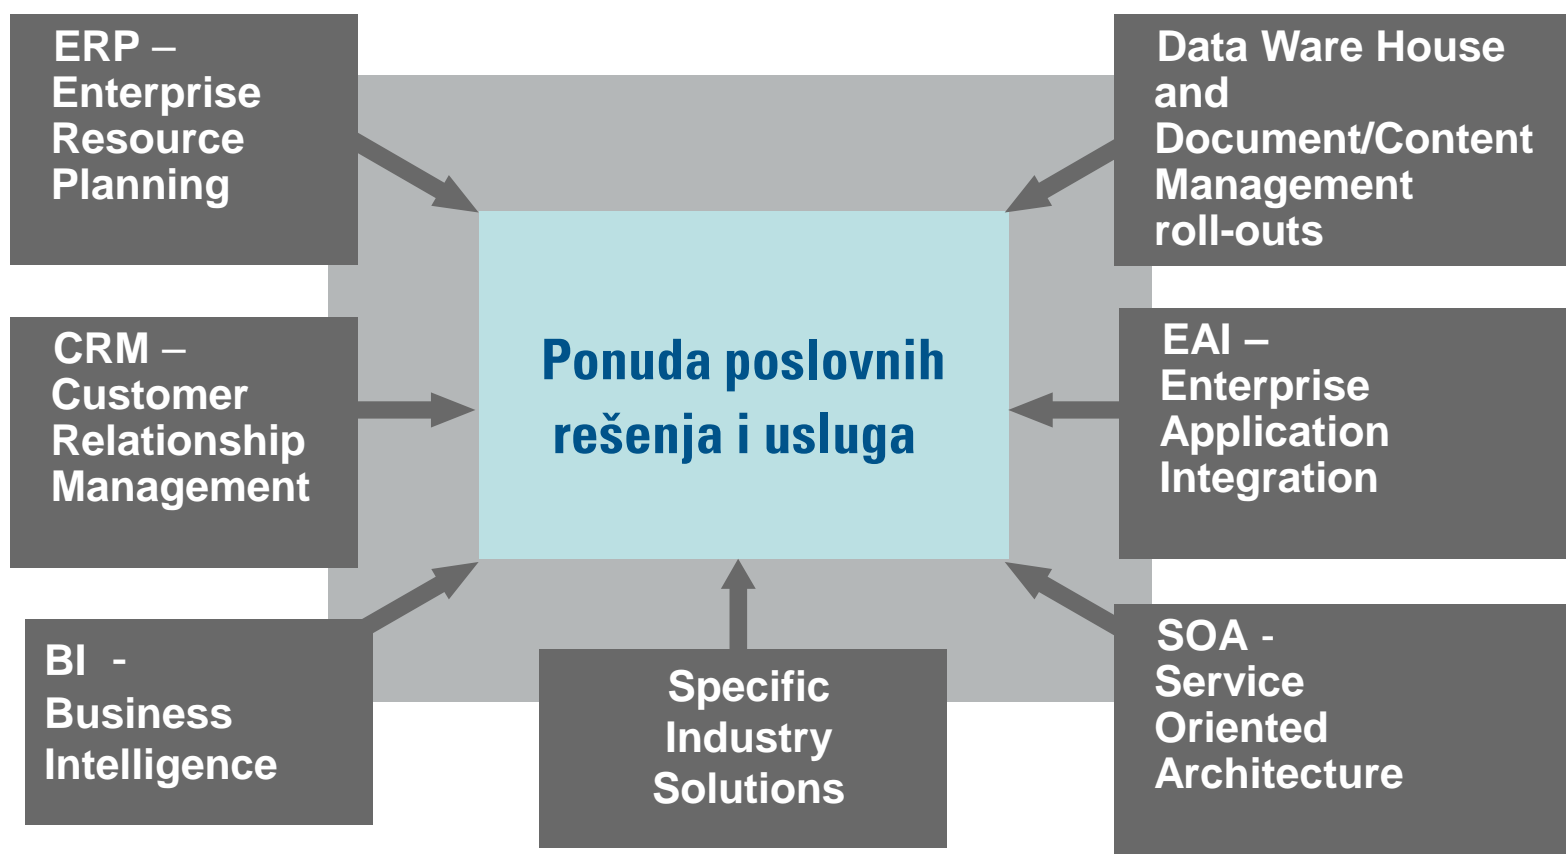 ERP –
Enterprise
Resource
Planning
Data Ware House
and
Document/Content
Management
roll-outs
CRM –
Customer
Relationship
Management
Ponuda poslovnih
rešenja i usluga
EAI –
Enterprise
Application
Integration
BI -
Business
Intelligence
Specific
Industry
Solutions
SOA -
Service
Oriented
Architecture